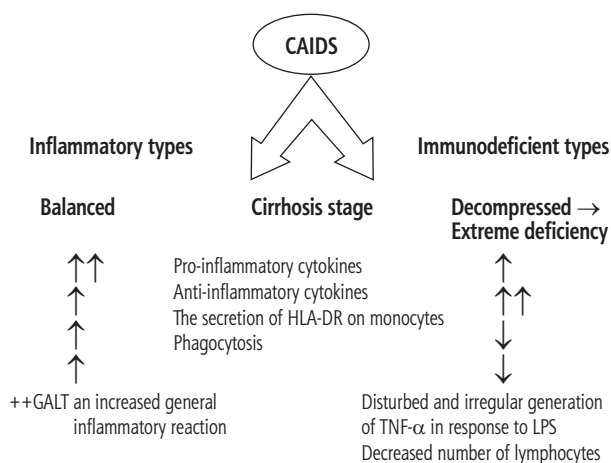 CAIDS
Inflammatory types
Immunodeficient types
Balanced
Cirrhosis stage
Decompressed →
Extreme deficiency
↑↑ Pro-inflammatory cytokines ↑
↑ Anti-inflammatory cytokines ↑↑
↑ The secretion of HLA-DR on monocytes ↓
↑ Phagocytosis ↓
++GALT an increased general
inflammatory reaction
Disturbed and irregular generation
of TNF-α in response to LPS
Decreased number of lymphocytes